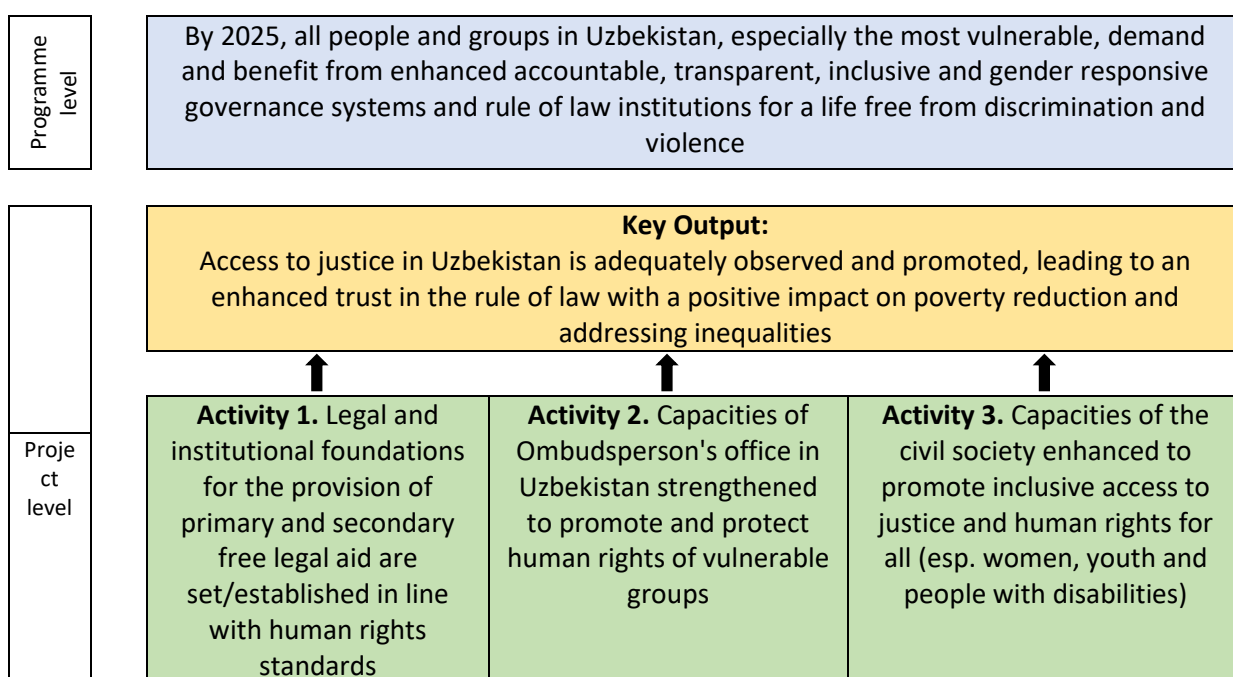 Programme
level
By 2025, all people and groups in Uzbekistan, especially the most vulnerable, demand
and benefit from enhanced accountable, transparent, inclusive and gender responsive
governance systems and rule of law institutions for a life free from discrimination and
violence
Key Output:
Access to justice in Uzbekistan is adequately observed and promoted, leading to an
enhanced trust in the rule of law with a positive impact on poverty reduction and
addressing inequalities
Proje
ct
level
Activity 1. Legal and
institutional foundations
for the provision of
primary and secondary
free legal aid are
set/established in line
with human rights
standards
Activity 2. Capacities of
Ombudsperson's office in
Uzbekistan strengthened
to promote and protect
human rights of vulnerable
groups
Activity 3. Capacities of the
civil society enhanced to
promote inclusive access to
justice and human rights for
all (esp. women, youth and
people with disabilities)